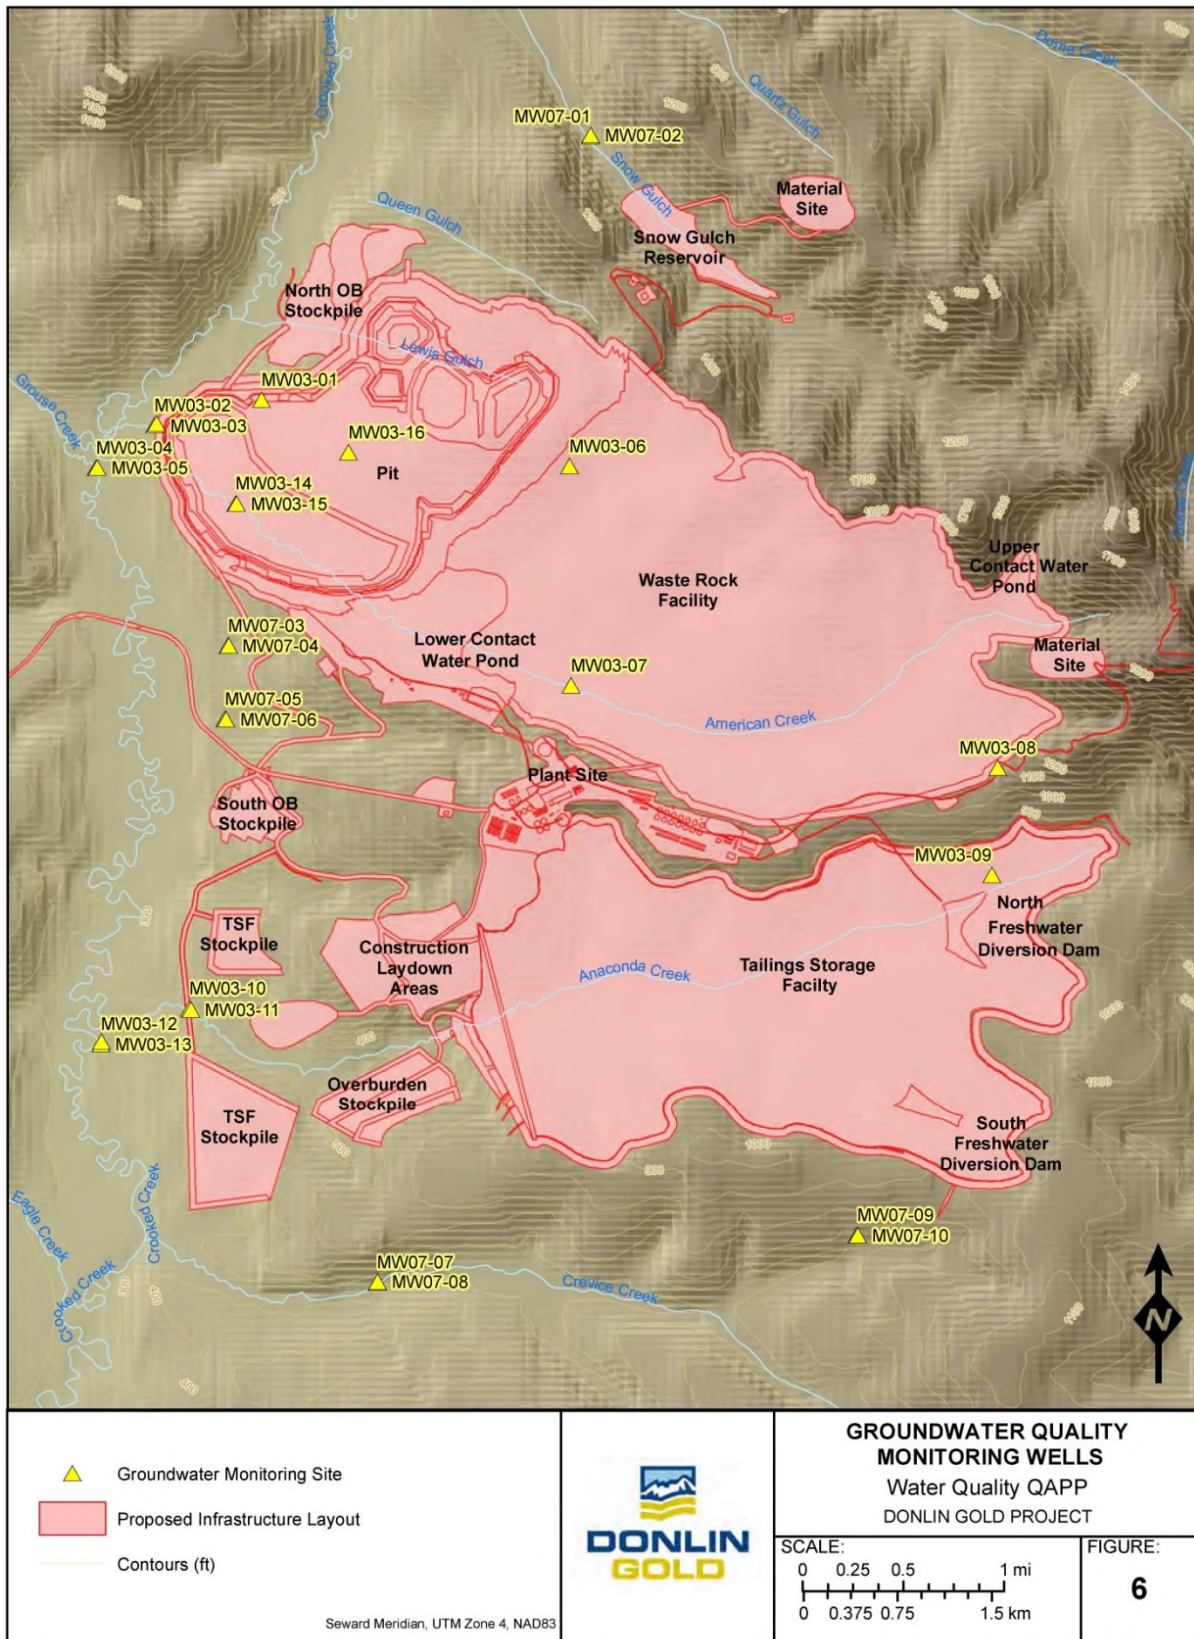 Crooked Creek
Dome Creek
Quartz Gulch
MW07-01
MW07-02
Snow Gulch
Queen Gulch
Material
Site
Snow Gulch
Reservoir
North OB
Stockpile
Lewis Gulch
Grouse Creek
MW03-01
MW03-02
MW03-03
MW03-04
MW03-05
MW03-16
Pit
MW03-06
MW03-14
MW03-15
Waste Rock
Facility
Upper
Contact Water
Pond
MW07-03
MW07-04
Lower Contact
Water Pond
Material
Site
MW03-07
MW07-05
MW07-06
American Creek
MW03-08
Plant Site
South OB
Stockpile
MW03-09
North
Freshwater
Diversion Dam
TSF
Stockpile
Construction
Laydown
Areas
Anaconda Creek
Tailings Storage
Facilty
MW03-10
MW03-11
MW03-12
MW03-13
Overburden
Stockpile
TSF
Stockpile
South
Freshwater
Diversion Dam
Eagle Creek
Crooked Creek
Crooked Creek
MW07-09
MW07-10
MW07-07
MW07-08
Crevice Creek
N
Groundwater Monitoring Site
Proposed Infrastructure Layout
Contours (ft)
Seward Meridian, UTM Zone 4, NAD83
DONLIN
GOLD
GROUNDWATER QUALITY
MONITORING WELLS
Water Quality QAPP
DONLIN GOLD PROJECT
SCALE:
0 0.25 0.5 1 mi
0 0.375 0.75 1.5 km
FIGURE:
6